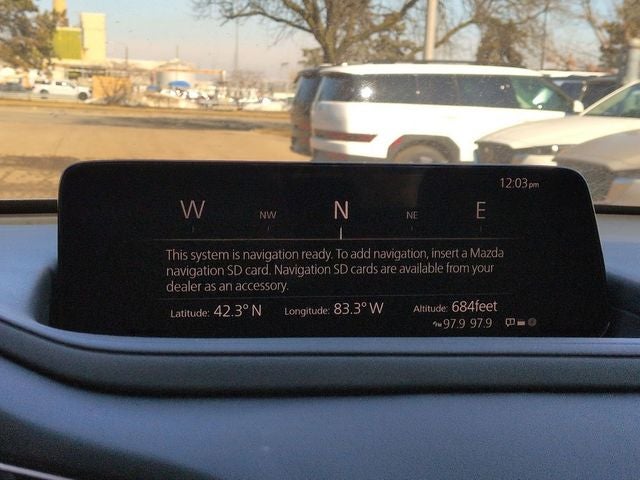 12:03pm
W NW N NE E
This system is navigation ready. To add navigation, insert a Mazda
navigation SD card. Navigation SD cards are available from your
dealer as an accessory.
Latitude: 42.3° N Longitude: 83.3° W Altitude: 684feet
97.9 97.9